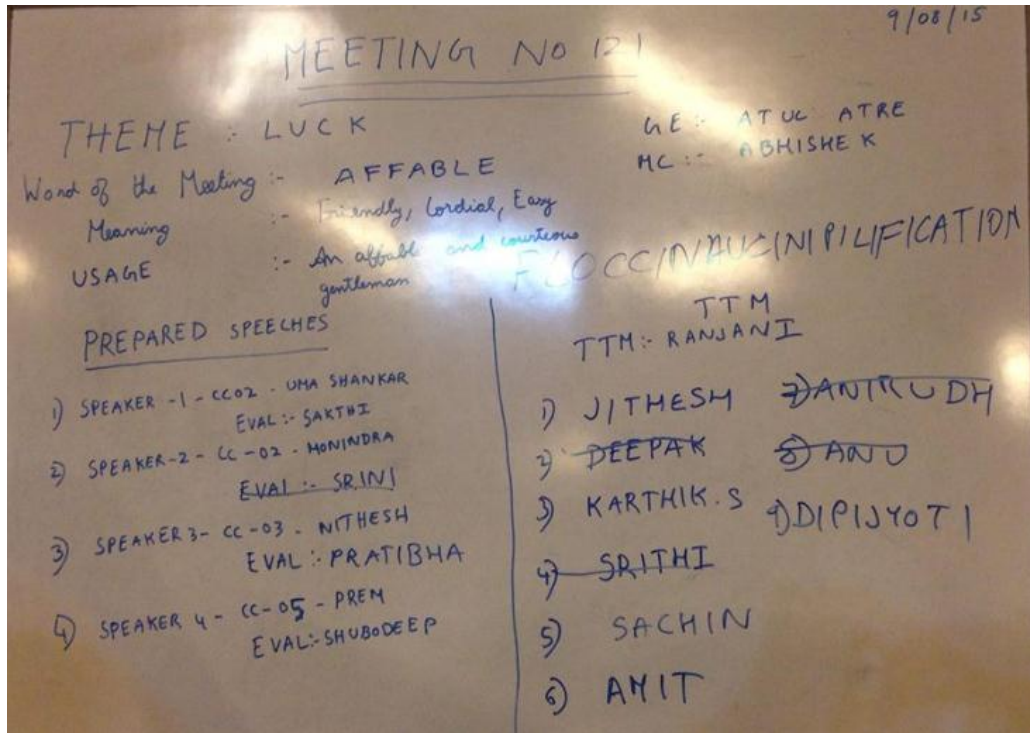 9/08/15
MEETING No 121
THEME : LUCK
GE :- ATUL ATRE
MC :- ABHISHEK
Word of the Meeting :- AFFABLE
Meaning :- Friendly, Cordial, Easy
USAGE :- An affable and courteous
gentleman
FLOCCINAUCINIPILIFICATION
PREPARED SPEECHES
1) SPEAKER -1 - CC02 - UMA SHANKAR
EVAL :- SAKTHI
2) SPEAKER-2 - CC-02 - MONINDRA
EVAL :- SRINI
3) SPEAKER 3- CC-03 - NITHESH
EVAL :- PRATIBHA
4) SPEAKER 4 - CC-05 - PREM
EVAL:- SHUBODEEP
TTM
TTM :- RANJANI
1) JITHESH
2) DEEPAK
3) KARTHIK.S
4) SRITHI
5) SACHIN
6) AMIT
7) ANIRUDH
8) ANU
9) DIPIJYOTI